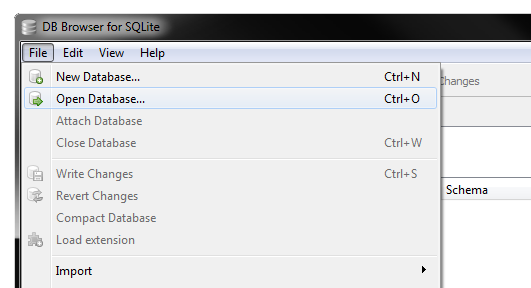 DB Browser for SQLite
File Edit View Help
New Database... Ctrl+N
Changes
Open Database... Ctrl+O
Attach Database
Close Database Ctrl+W
Write Changes Ctrl+S
Schema
Revert Changes
Compact Database
Load extension
Import